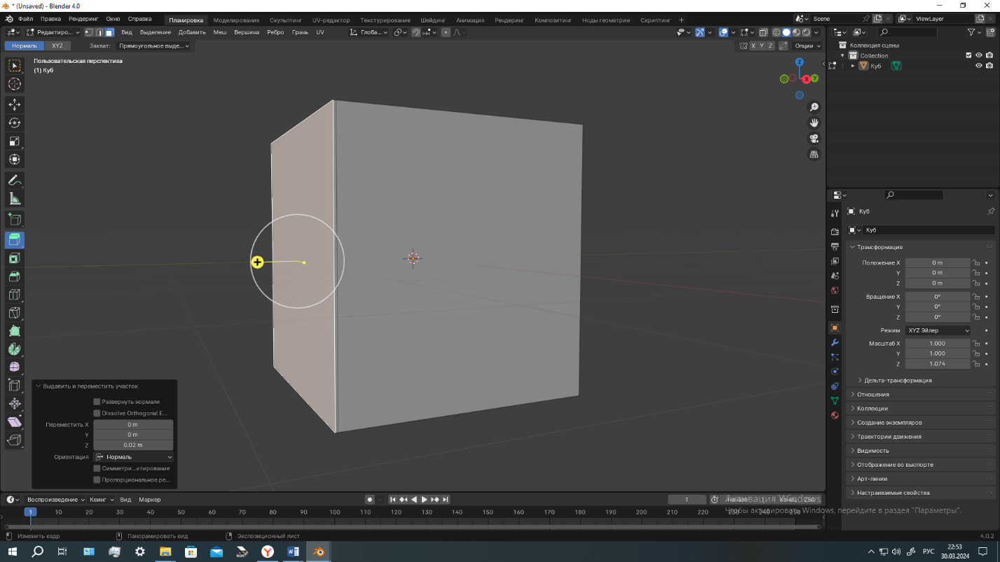 * (Unsaved) - Blender 4.0
Файл Правка Рендеринг Окно Справка Планировка Моделирование Скульптинг UV-редактор Текстурирование Шейдинг Анимация Рендеринг Композитинг Ноды геометрии Скриптинг + Scene ViewLayer
Редактиро... Вид Выделение Добавить Меш Вершина Ребро Грань UV Глоба...
Нормаль XYZ Захват: Прямоугольное выде... X Y Z Опции
Коллекция сцены
Collection
Куб
Пользовательская перспектива
(1) Куб
Z
X Y
Куб
Куб
Трансформация
Положение X 0 m
Y 0 m
Z 0 m
Вращение X 0°
Y 0°
Z 0°
Режим XYZ Эйлер
Масштаб X 1.000
Y 1.000
Z 1.074
Дельта-трансформация
Отношения
Коллекции
Создание экземпляров
Траектории движения
Видимость
Отображение во вьюпорте
Арт-линии
Настраиваемые свойства
Выдавить и переместить участок
Развернуть нормали
Dissolve Orthogonal E...
Переместить X 0 m
Y 0 m
Z 0.02 m
Ориентация Нормаль
Симметри...ктирование
Пропорциональное ре...
Воспроизведение Кеинг Вид Маркер 1 Начало 1 Конец 250
1 10 20 30 40 50 60 70 80 90 100 110 120 130 140 150 160 170 180 190 200 210 220 230 240 250
Активация Windows
Чтобы активировать Windows, перейдите в раздел "Параметры".
Изменить кадр Панорамировать вид Экспозиционный лист 4.0.2
РУС 22:53
30.03.2024